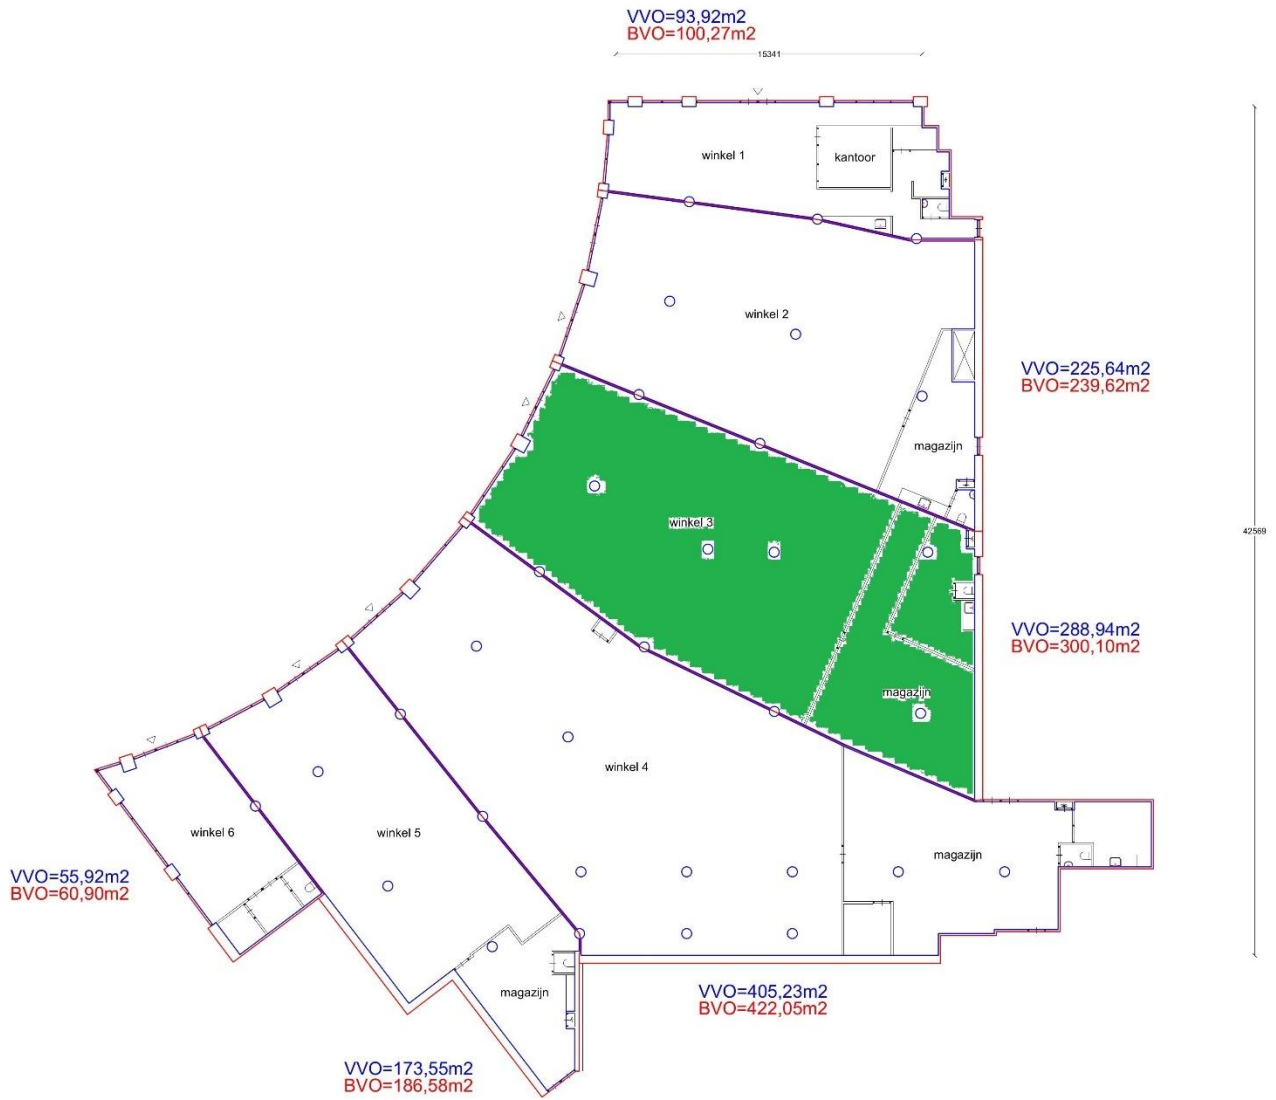 VVO=93,92m2
BVO=100,27m2
15341
winkel 1
kantoor
winkel 2
VVO=225,64m2
BVO=239,62m2
magazijn
winkel 3
42569
VVO=288,94m2
BVO=300,10m2
magazijn
winkel 4
winkel 6
winkel 5
magazijn
VVO=55,92m2
BVO=60,90m2
magazijn
VVO=405,23m2
BVO=422,05m2
VVO=173,55m2
BVO=186,58m2